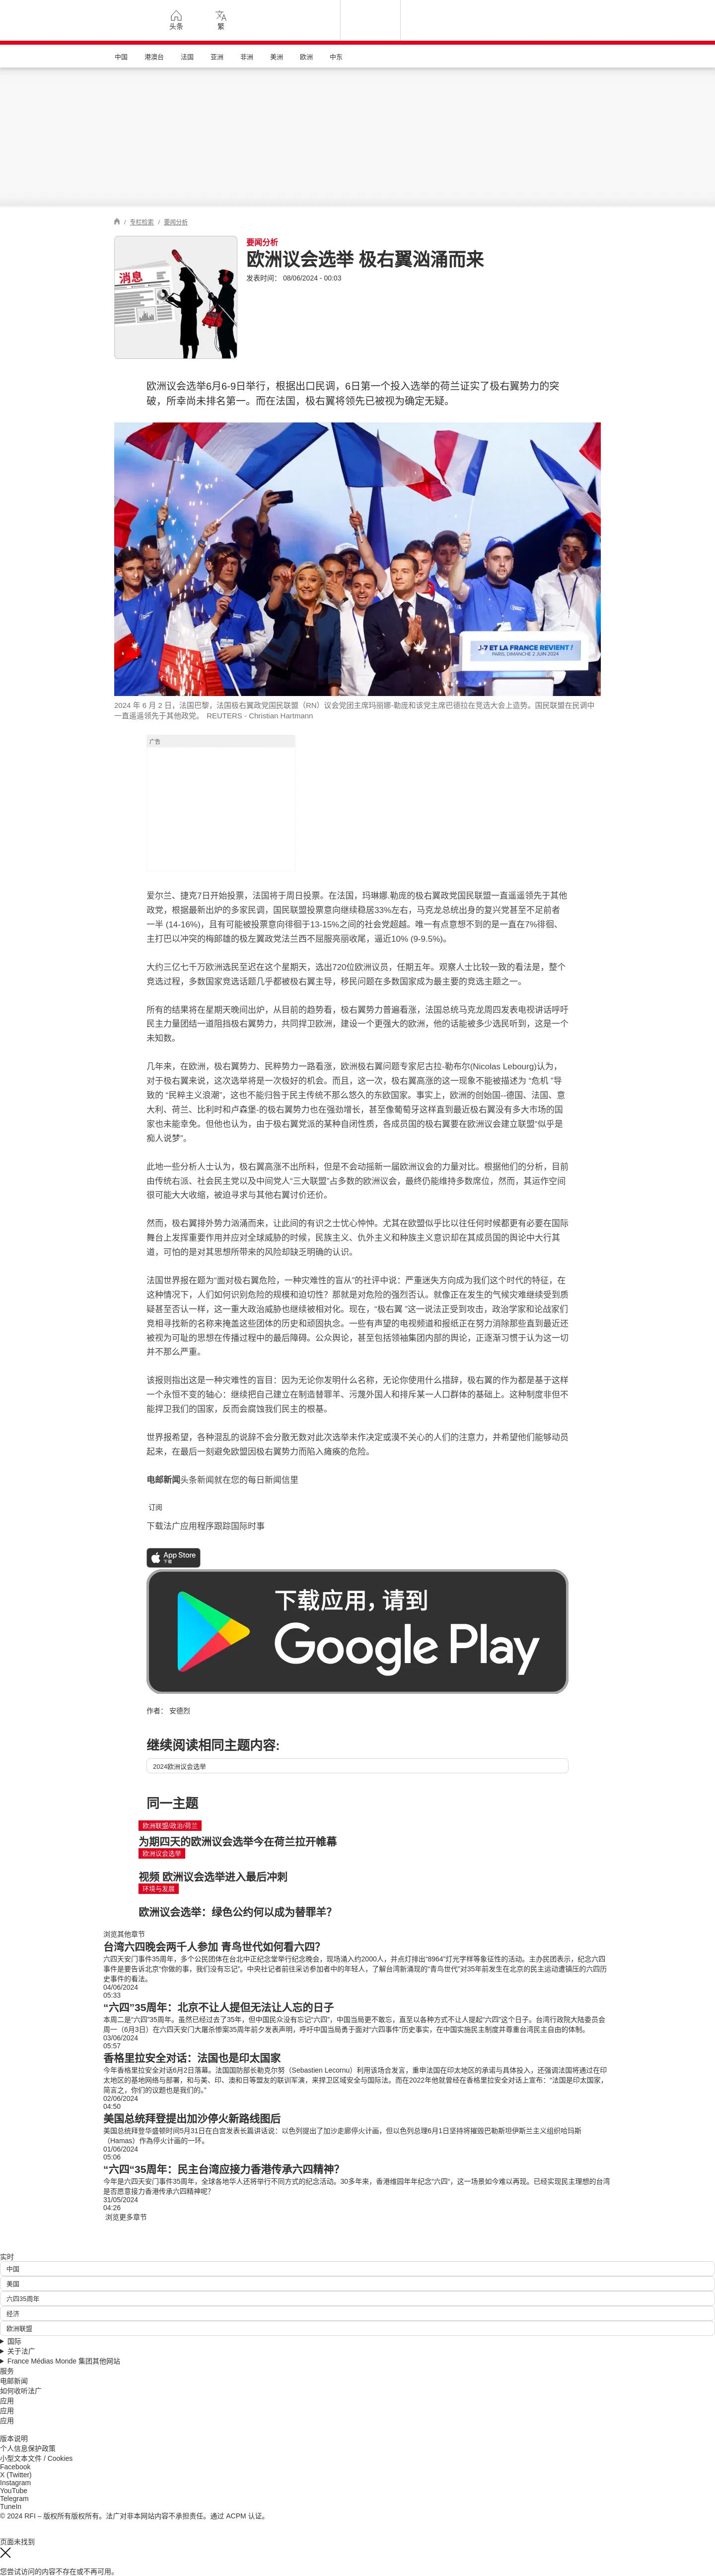 头条
繁
中国 港澳台 法国 亚洲 非洲 美洲 欧洲 中东
/ 专栏检索 / 要闻分析
消息
要闻分析
欧洲议会选举 极右翼汹涌而来
发表时间： 08/06/2024 - 00:03
欧洲议会选举6月6-9日举行，根据出口民调，6日第一个投入选举的荷兰证实了极右翼势力的突
破，所幸尚未排名第一。而在法国，极右翼将领先已被视为确定无疑。
J-7 ET LA FRANCE REVIENT !
PARIS, DIMANCHE 2 JUIN 2024
2024 年 6 月 2 日，法国巴黎，法国极右翼政党国民联盟（RN）议会党团主席玛丽娜-勒庞和该党主席巴德拉在竞选大会上造势。国民联盟在民调中
一直遥遥领先于其他政党。 REUTERS - Christian Hartmann
广告
爱尔兰、捷克7日开始投票，法国将于周日投票。在法国，玛琳娜.勒庞的极右翼政党国民联盟一直遥遥领先于其他
政党，根据最新出炉的多家民调，国民联盟投票意向继续稳居33%左右，马克龙总统出身的复兴党甚至不足前者
一半 (14-16%)，且有可能被投票意向徘徊于13-15%之间的社会党超越。唯一有点意想不到的是一直在7%徘徊、
主打巴以冲突的梅郎雄的极左翼政党法兰西不屈服亮丽收尾，逼近10% (9-9.5%)。
大约三亿七千万欧洲选民至迟在这个星期天，选出720位欧洲议员，任期五年。观察人士比较一致的看法是，整个
竞选过程，多数国家竞选话题几乎都被极右翼主导，移民问题在多数国家成为最主要的竞选主题之一。
所有的结果将在星期天晚间出炉，从目前的趋势看，极右翼势力普遍看涨，法国总统马克龙周四发表电视讲话呼吁
民主力量团结一道阻挡极右翼势力，共同捍卫欧洲，建设一个更强大的欧洲，他的话能被多少选民听到，这是一个
未知数。
几年来，在欧洲，极右翼势力、民粹势力一路看涨，欧洲极右翼问题专家尼古拉-勒布尔(Nicolas Lebourg)认为，
对于极右翼来说，这次选举将是一次极好的机会。而且，这一次，极右翼高涨的这一现象不能被描述为 “危机 ”导
致的 “民粹主义浪潮”，这也不能归咎于民主传统不那么悠久的东欧国家。事实上，欧洲的创始国--德国、法国、意
大利、荷兰、比利时和卢森堡-的极右翼势力也在强劲增长，甚至像葡萄牙这样直到最近极右翼没有多大市场的国
家也未能幸免。但他也认为，由于极右翼党派的某种自闭性质，各成员国的极右翼要在欧洲议会建立联盟“似乎是
痴人说梦”。
此地一些分析人士认为，极右翼高涨不出所料，但是不会动摇新一届欧洲议会的力量对比。根据他们的分析，目前
由传统右派、社会民主党以及中间党人“三大联盟”占多数的欧洲议会，最终仍能维持多数席位，然而，其运作空间
很可能大大收缩，被迫寻求与其他右翼讨价还价。
然而，极右翼排外势力汹涌而来，让此间的有识之士忧心忡忡。尤其在欧盟似乎比以往任何时候都更有必要在国际
舞台上发挥重要作用并应对全球威胁的时候，民族主义、仇外主义和种族主义意识却在其成员国的舆论中大行其
道，可怕的是对其思想所带来的风险却缺乏明确的认识。
法国世界报在题为“面对极右翼危险，一种灾难性的盲从”的社评中说：严重迷失方向成为我们这个时代的特征，在
这种情况下，人们如何识别危险的规模和迫切性？那就是对危险的强烈否认。就像正在发生的气候灾难继续受到质
疑甚至否认一样，这一重大政治威胁也继续被相对化。现在，“极右翼 ”这一说法正受到攻击，政治学家和论战家们
竞相寻找新的名称来掩盖这些团体的历史和顽固执念。一些有声望的电视频道和报纸正在努力消除那些直到最近还
被视为可耻的思想在传播过程中的最后障碍。公众舆论，甚至包括领袖集团内部的舆论，正逐渐习惯于认为这一切
并不那么严重。
该报则指出这是一种灾难性的盲目：因为无论你发明什么名称，无论你使用什么措辞，极右翼的作为都是基于这样
一个永恒不变的轴心：继续把自己建立在制造替罪羊、污蔑外国人和排斥某一人口群体的基础上。这种制度非但不
能捍卫我们的国家，反而会腐蚀我们民主的根基。
世界报希望，各种混乱的说辞不会分散无数对此次选举未作决定或漠不关心的人们的注意力，并希望他们能够动员
起来，在最后一刻避免欧盟因极右翼势力而陷入瘫痪的危险。
电邮新闻头条新闻就在您的每日新闻信里
订阅
下载法广应用程序跟踪国际时事
App Store
下载
下载应用，请到
Google Play
作者： 安德烈
继续阅读相同主题内容:
2024欧洲议会选举
同一主题
欧洲联盟/政治/荷兰
为期四天的欧洲议会选举今在荷兰拉开帷幕
欧洲议会选举
视频 欧洲议会选举进入最后冲刺
环境与发展
欧洲议会选举：绿色公约何以成为替罪羊？
浏览其他章节
台湾六四晚会两千人参加 青鸟世代如何看六四？
六四天安门事件35周年，多个公民团体在台北中正纪念堂举行纪念晚会，现场涌入约2000人，并点灯排出“8964”灯光字样等象征性的活动。主办民团表示，纪念六四
事件是要告诉北京“你做的事，我们没有忘记”。中央社记者前往采访参加者中的年轻人，了解台湾新涌现的“青鸟世代”对35年前发生在北京的民主运动遭镇压的六四历
史事件的看法。
04/06/2024
05:33
“六四”35周年：北京不让人提但无法让人忘的日子
本周二是“六四”35周年。虽然已经过去了35年，但中国民众没有忘记“六四”，中国当局更不敢忘，直至以各种方式不让人提起“六四”这个日子。台湾行政院大陆委员会
周一（6月3日）在六四天安门大屠杀惨案35周年前夕发表声明，呼吁中国当局勇于面对“六四事件”历史事实，在中国实施民主制度并尊重台湾民主自由的体制。
03/06/2024
05:57
香格里拉安全对话：法国也是印太国家
今年香格里拉安全对话6月2日落幕。法国国防部长勒克尔努（Sebastien Lecornu）利用该场合发言，重申法国在印太地区的承诺与具体投入，还强调法国将通过在印
太地区的基地网络与部署，和与美、印、澳和日等盟友的联训军演，来捍卫区域安全与国际法。而在2022年他就曾经在香格里拉安全对话上宣布：“法国是印太国家，
简言之，你们的议题也是我们的。”
02/06/2024
04:50
美国总统拜登提出加沙停火新路线图后
美国总统拜登华盛顿时间5月31日在白宫发表长篇讲话说：以色列提出了加沙走廊停火计画，但以色列总理6月1日坚持将摧毁巴勒斯坦伊斯兰主义组织哈玛斯
（Hamas）作為停火计画的一环。
01/06/2024
05:06
“六四“35周年：民主台湾应接力香港传承六四精神？
今年是六四天安门事件35周年，全球各地华人还将举行不同方式的纪念活动。30多年来，香港维园年年纪念”六四“，这一场景如今难以再现。已经实现民主理想的台湾
是否愿意接力香港传承六四精神呢？
31/05/2024
04:26
浏览更多章节
实时
中国
美国
六四35周年
经济
欧洲联盟
国际
关于法广
France Médias Monde 集团其他网站
服务
电邮新闻
如何收听法广
应用
应用
应用
版本说明
个人信息保护政策
小型文本文件 / Cookies
Facebook
X (Twitter)
Instagram
YouTube
Telegram
TuneIn
© 2024 RFI – 版权所有版权所有。法广对非本网站内容不承担责任。通过 ACPM 认证。
页面未找到
您尝试访问的内容不存在或不再可用。